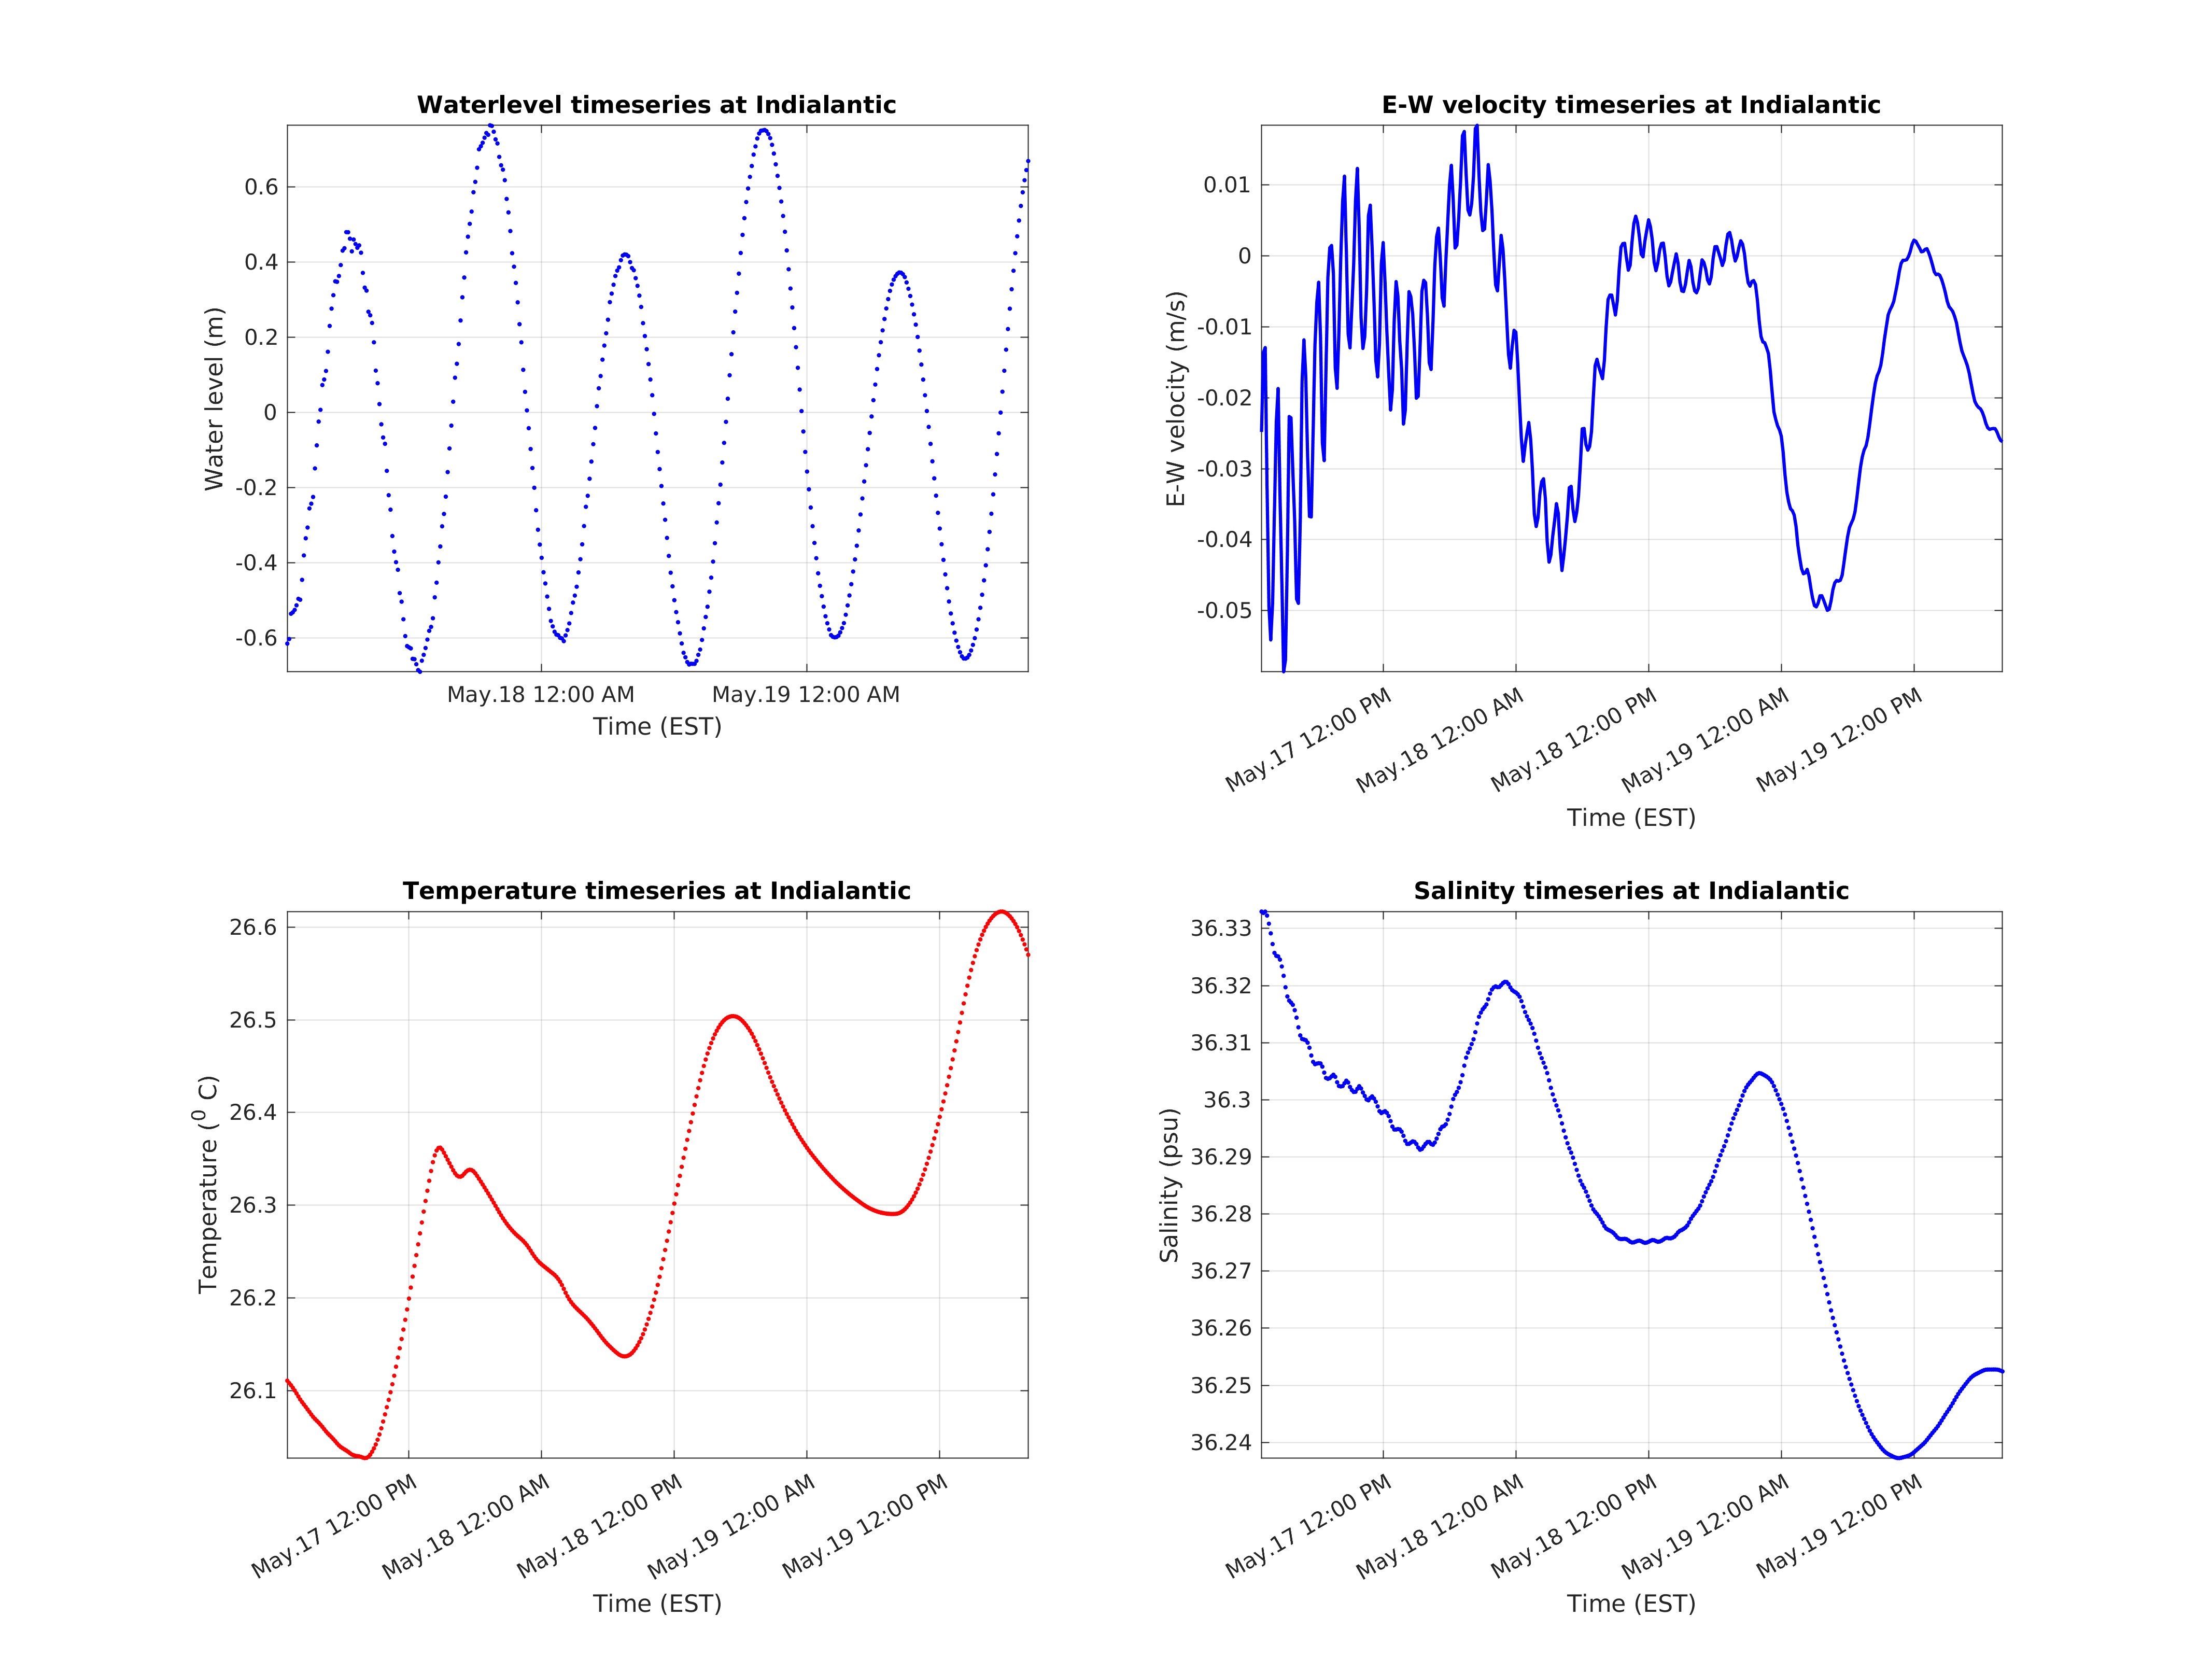 Waterlevel timeseries at Indialantic
0.6
0.4
0.2
0
-0.2
-0.4
-0.6
Water level (m)
May.18 12:00 AM
May.19 12:00 AM
Time (EST)
E-W velocity timeseries at Indialantic
0.01
0
-0.01
-0.02
-0.03
-0.04
-0.05
E-W velocity (m/s)
May.17 12:00 PM
May.18 12:00 AM
May.18 12:00 PM
May.19 12:00 AM
May.19 12:00 PM
Time (EST)
Temperature timeseries at Indialantic
26.6
26.5
26.4
26.3
26.2
26.1
Temperature (⁰ C)
May.17 12:00 PM
May.18 12:00 AM
May.18 12:00 PM
May.19 12:00 AM
May.19 12:00 PM
Time (EST)
Salinity timeseries at Indialantic
36.33
36.32
36.31
36.3
36.29
36.28
36.27
36.26
36.25
36.24
Salinity (psu)
May.17 12:00 PM
May.18 12:00 AM
May.18 12:00 PM
May.19 12:00 AM
May.19 12:00 PM
Time (EST)